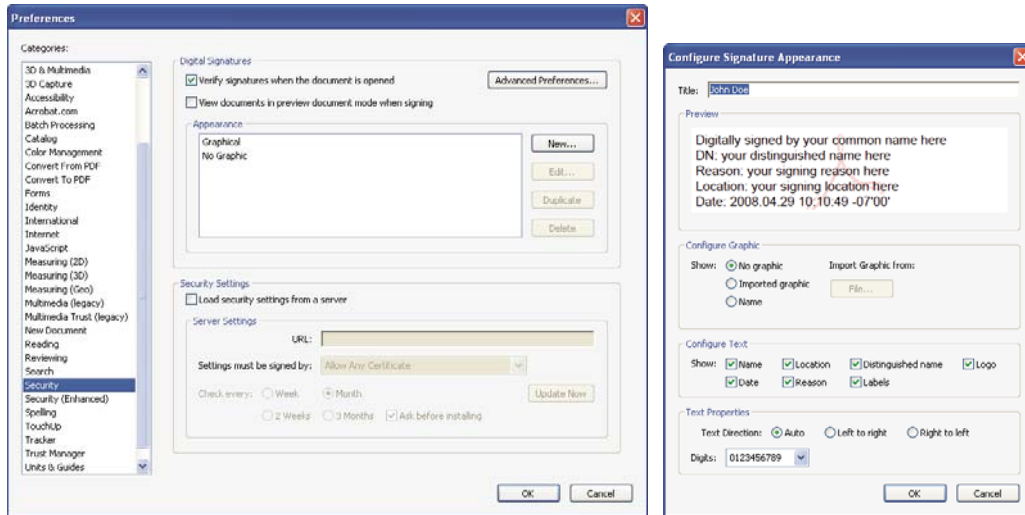 Preferences
Categories:
3D & Multimedia
3D Capture
Accessibility
Acrobat.com
Batch Processing
Catalog
Color Management
Convert From PDF
Convert To PDF
Forms
Identity
International
Internet
JavaScript
Measuring (2D)
Measuring (3D)
Measuring (Geo)
Multimedia (legacy)
Multimedia Trust (legacy)
New Document
Reading
Reviewing
Search
Security
Security (Enhanced)
Spelling
TouchUp
Tracker
Trust Manager
Units & Guides
Digital Signatures
Verify signatures when the document is opened
Advanced Preferences...
View documents in preview document mode when signing
Appearance
Graphical
No Graphic
New...
Edit...
Duplicate
Delete
Security Settings
Load security settings from a server
Server Settings
URL:
Settings must be signed by: Allow Any Certificate
Check every: Week Month Update Now
2 Weeks 3 Months Ask before installing
OK Cancel
Configure Signature Appearance
Title: John Doe
Preview
Digitally signed by your common name here
DN: your distinguished name here
Reason: your signing reason here
Location: your signing location here
Date: 2008.04.29 10:10:49 -07'00'
Configure Graphic
Show: No graphic Import Graphic from:
Imported graphic File...
Name
Configure Text
Show: Name Location Distinguished name Logo
Date Reason Labels
Text Properties
Text Direction: Auto Left to right Right to left
Digits: 0123456789
OK Cancel